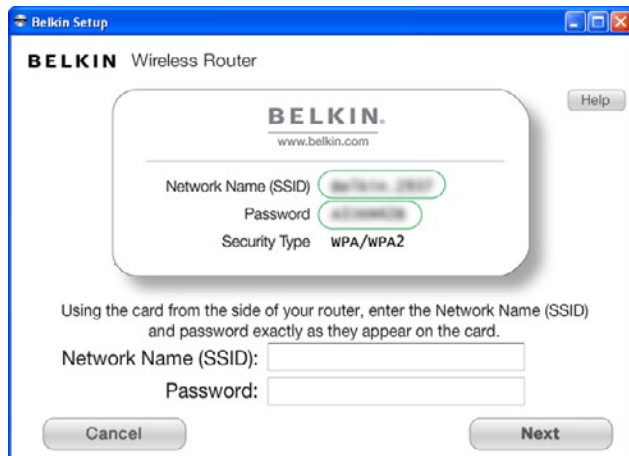 Belkin Setup
BELKIN Wireless Router
Help
BELKIN.
www.belkin.com
Network Name (SSID)
Password
Security Type WPA/WPA2
Using the card from the side of your router, enter the Network Name (SSID)
and password exactly as they appear on the card.
Network Name (SSID):
Password:
Cancel
Next